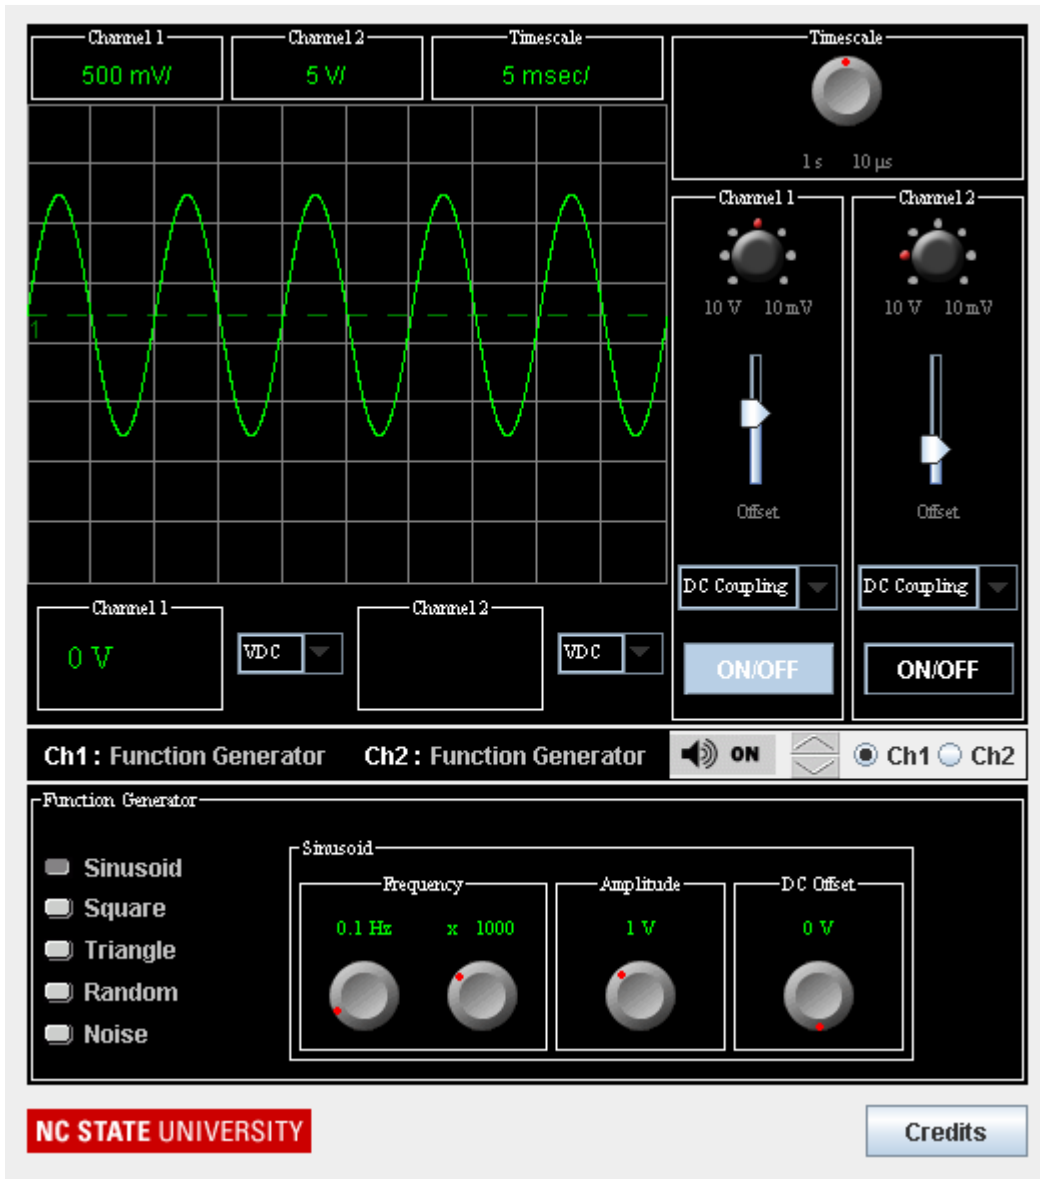 Channel 1 Channel 2 Timescale Timescale
500 mV/ 5 V/ 5 msec/
1 s 10 µs
Channel 1 Channel 2
10 V 10 mV 10 V 10 mV
1
Offset Offset
DC Coupling DC Coupling
Channel 1 Channel 2
0 V VDC VDC
ON/OFF ON/OFF
Ch1 : Function Generator Ch2 : Function Generator ON Ch1 Ch2
Function Generator
Sinusoid
Sinusoid
Frequency Amplitude DC Offset
Square
0.1 Hz x 1000 1 V 0 V
Triangle
Random
Noise
NC STATE UNIVERSITY Credits